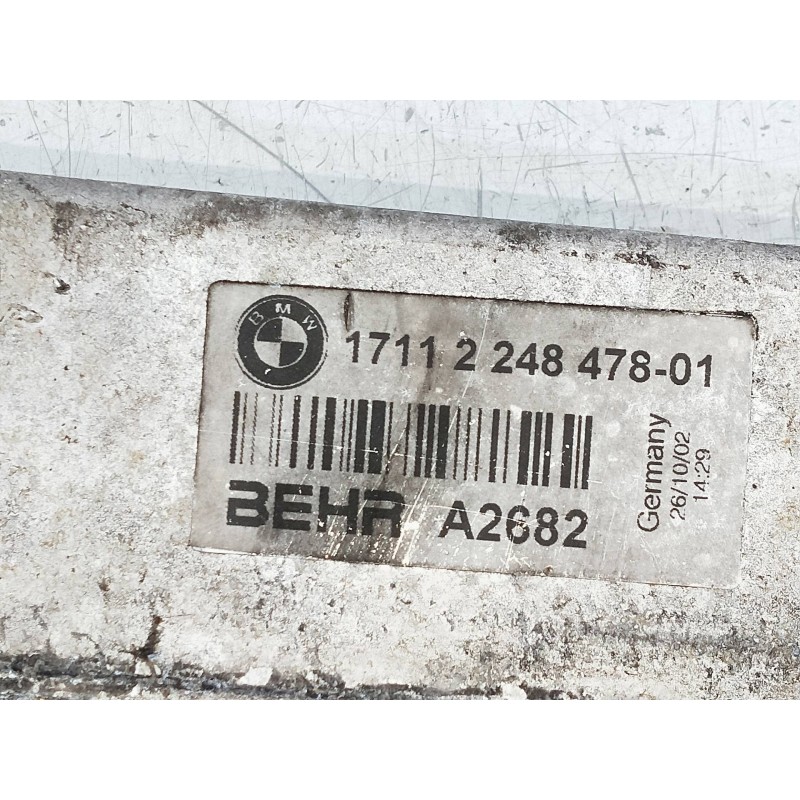 BMW
1711 2 248 478-01
BEHR A2682
Germany
26/10/02
14:29